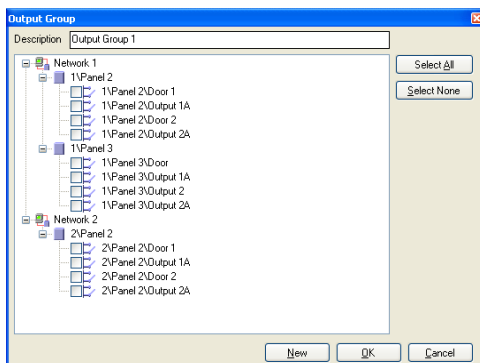 Output Group
Description Output Group 1
Select All
Select None
Network 1
1\Panel 2
1\Panel 2\Door 1
1\Panel 2\Output 1A
1\Panel 2\Door 2
1\Panel 2\Output 2A
1\Panel 3
1\Panel 3\Door
1\Panel 3\Output 1A
1\Panel 3\Output 2
1\Panel 3\Output 2A
Network 2
2\Panel 2
2\Panel 2\Door 1
2\Panel 2\Output 1A
2\Panel 2\Door 2
2\Panel 2\Output 2A
New OK Cancel